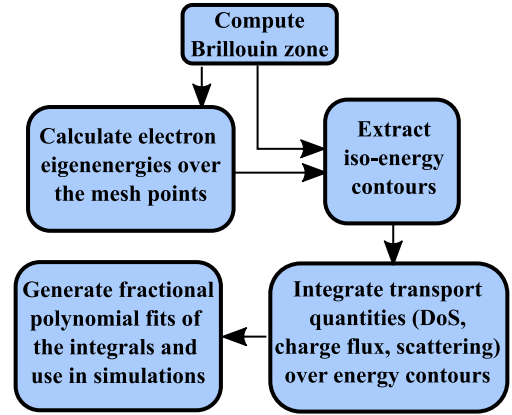 Compute
Brillouin zone
Calculate electron
eigenenergies over
the mesh points
Extract
iso-energy
contours
Integrate transport
quantities (DoS,
charge flux, scattering)
over energy contours
Generate fractional
polynomial fits of
the integrals and
use in simulations